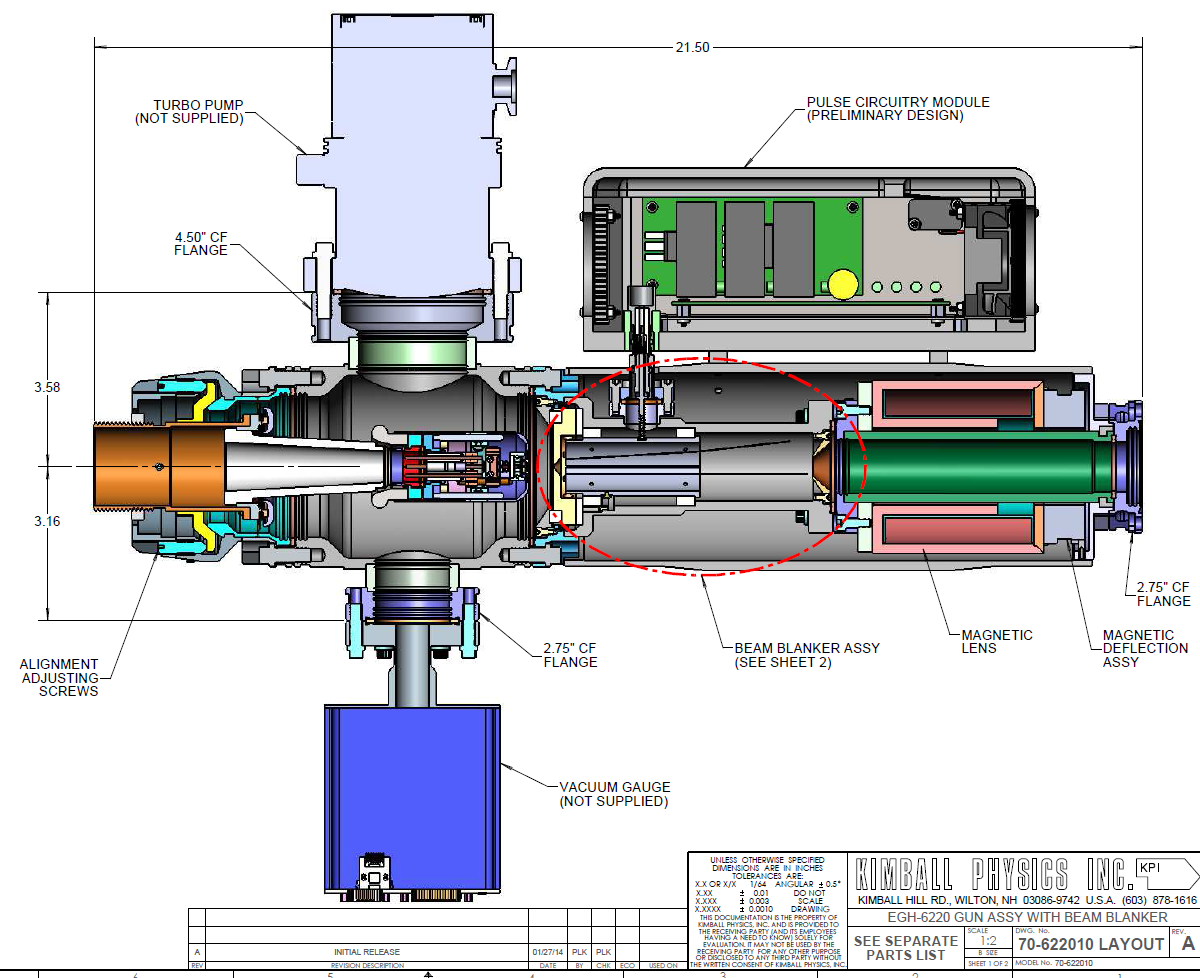 21.50
TURBO PUMP
(NOT SUPPLIED)
PULSE CIRCUITRY MODULE
(PRELIMINARY DESIGN)
4.50" CF
FLANGE
3.58
3.16
2.75" CF
FLANGE
ALIGNMENT
ADJUSTING
SCREWS
2.75" CF
FLANGE
BEAM BLANKER ASSY
(SEE SHEET 2)
MAGNETIC
LENS
MAGNETIC
DEFLECTION
ASSY
VACUUM GAUGE
(NOT SUPPLIED)
UNLESS OTHERWISE SPECIFIED
DIMENSIONS ARE IN INCHES
TOLERANCES ARE:
X.X OR X/X 1/64 ANGULAR ± 0.5°
X.XX ± 0.01 DO NOT
X.XXX ± 0.003 SCALE
X.XXXX ± 0.0010 DRAWING
THIS DOCUMENTATION IS THE PROPERTY OF
KIMBALL PHYSICS, INC. AND IS PROVIDED TO
THE RECEIVING PARTY (AND ITS EMPLOYEES
HAVING A NEED TO KNOW) SOLELY FOR
EVALUATION. IT MAY NOT BE USED BY THE
RECEIVING PARTY FOR ANY OTHER PURPOSE
OR DISCLOSED TO ANY THIRD PARTY WITHOUT
THE WRITTEN CONSENT OF KIMBALL PHYSICS, INC.
KIMBALL PHYSICS INC. KPI
KIMBALL HILL RD., WILTON, NH 03086-9742 U.S.A. (603) 878-1616
EGH-6220 GUN ASSY WITH BEAM BLANKER
SEE SEPARATE
PARTS LIST
SCALE
1:2
B SIZE
SHEET 1 OF 2
DWG. No.
70-622010 LAYOUT
REV.
A
MODEL No. 70-622010
A INITIAL RELEASE 01/27/14 PLK PLK
REV REVISION DESCRIPTION DATE BY CHK ECO USED ON